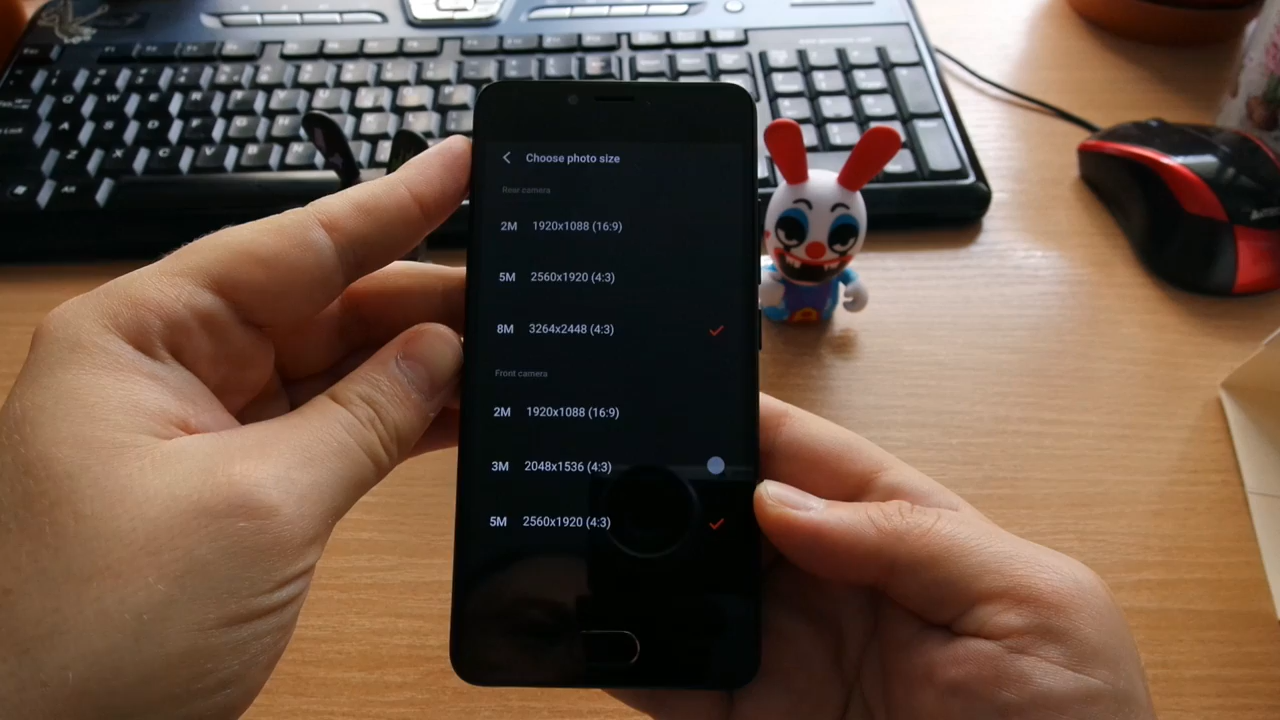 Choose photo size
Rear camera
2M 1920x1088 (16:9)
5M 2560x1920 (4:3)
8M 3264x2448 (4:3)
Front camera
2M 1920x1088 (16:9)
3M 2048x1536 (4:3)
5M 2560x1920 (4:3)